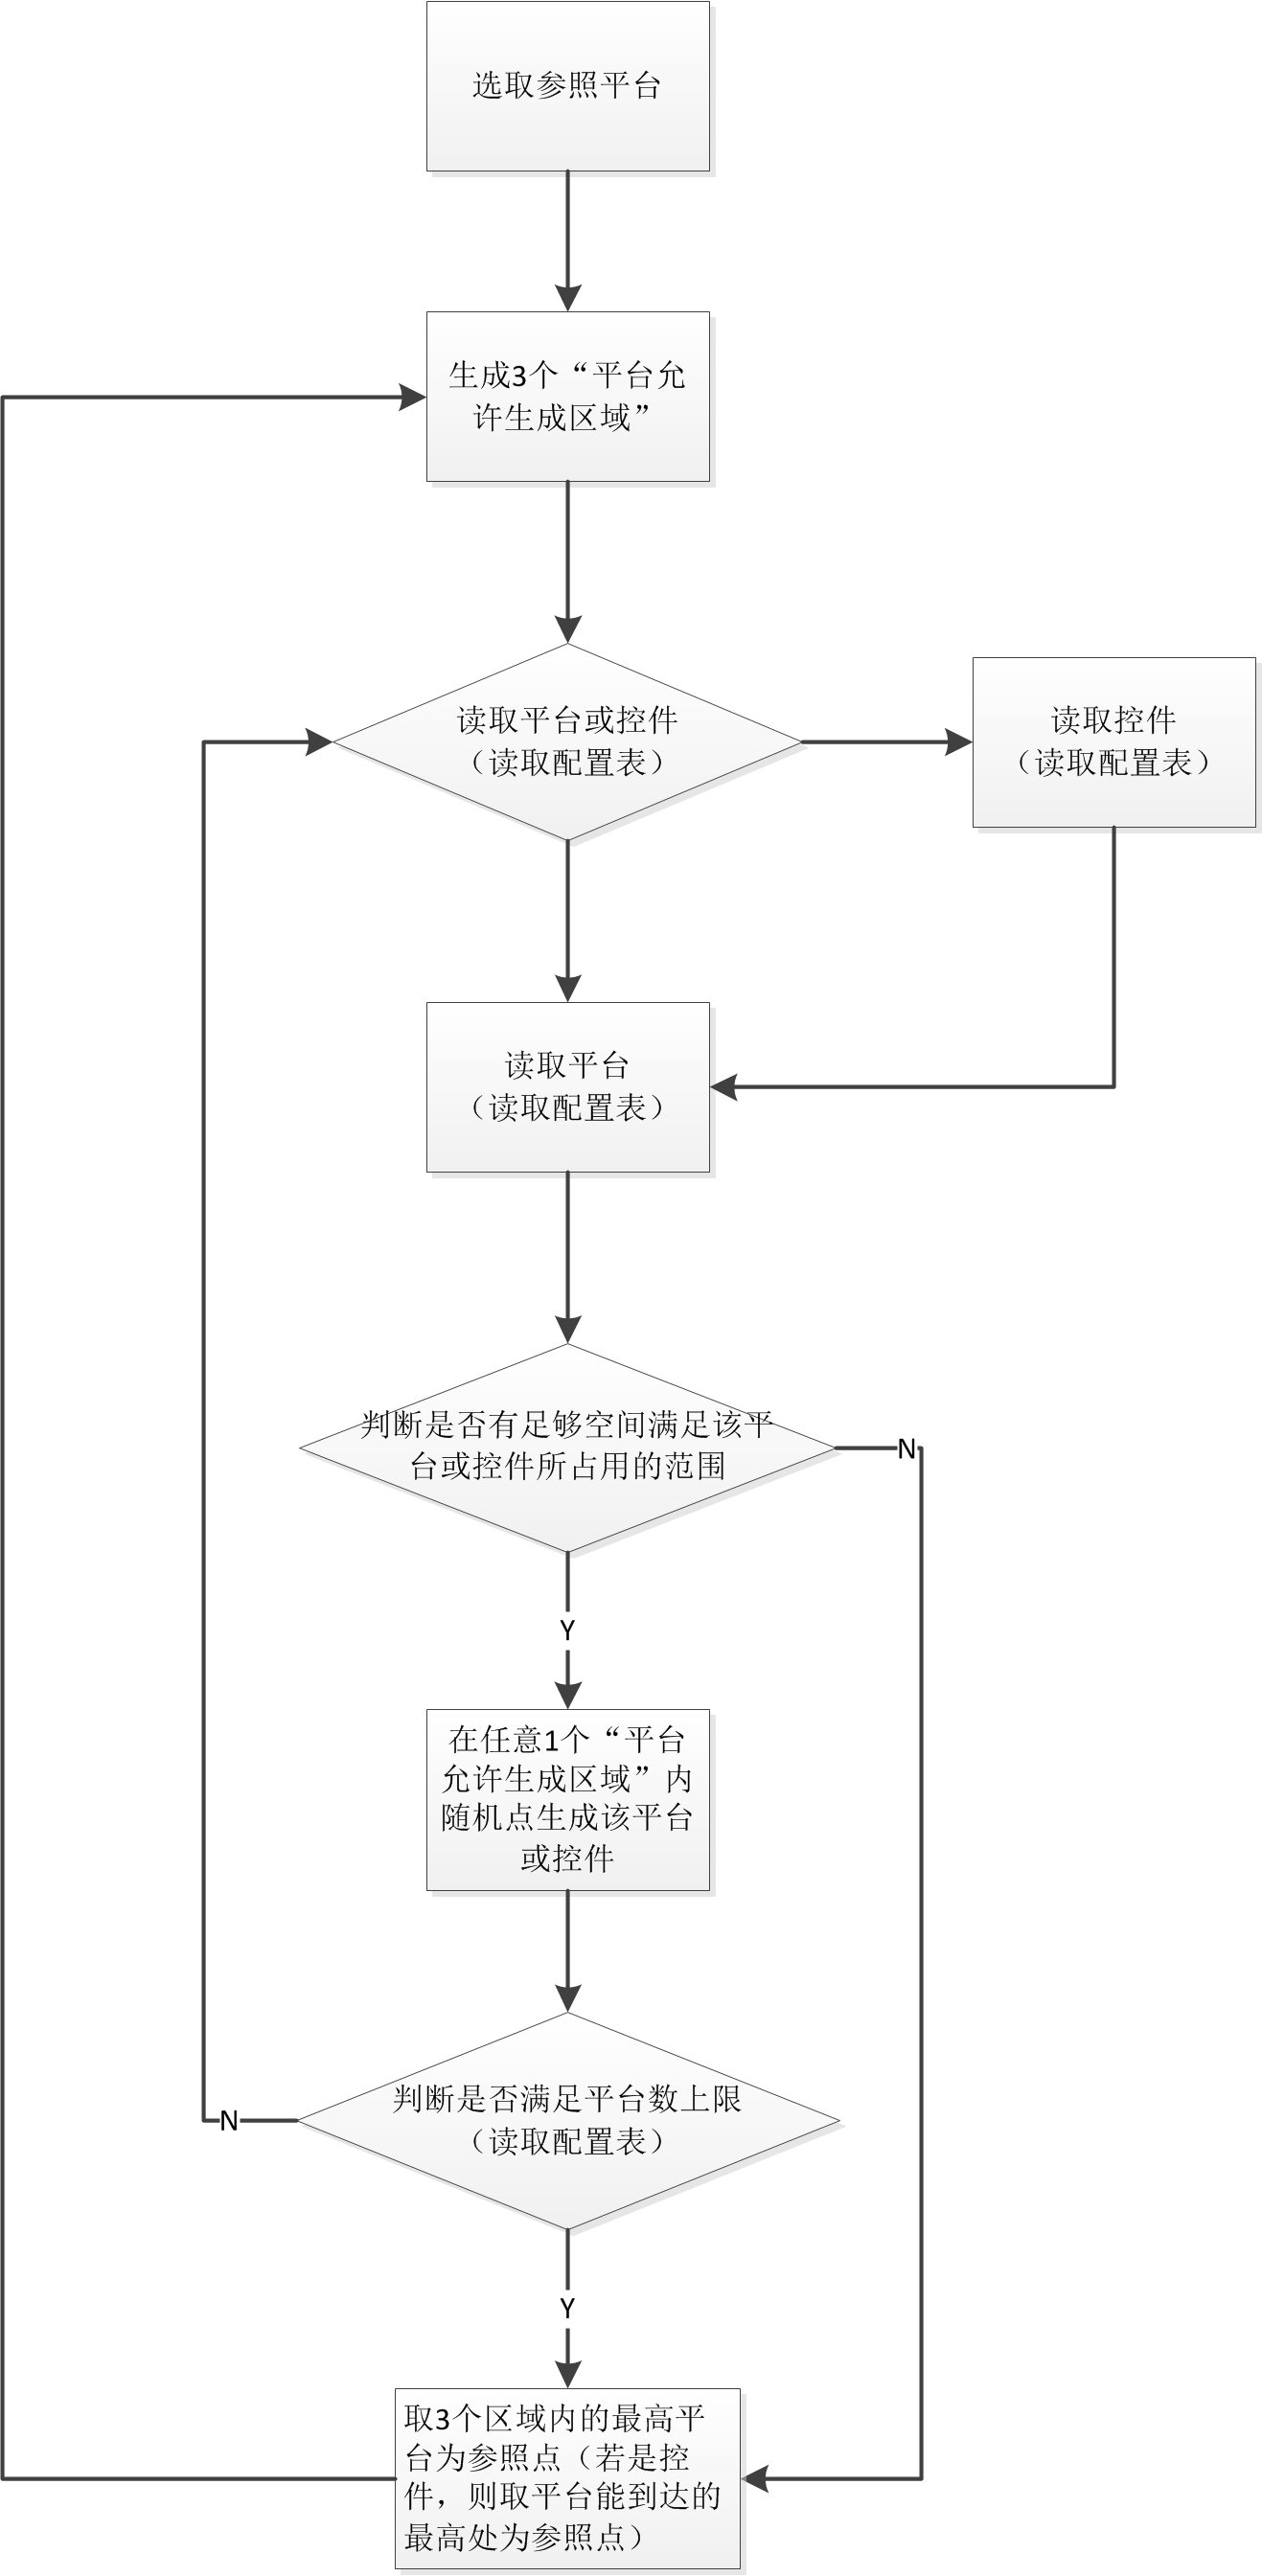 选取参照平台
生成3个“平台允
许生成区域”
读取平台或控件
（读取配置表）
读取控件
（读取配置表）
读取平台
（读取配置表）
判断是否有足够空间满足该平
台或控件所占用的范围
N
Y
在任意1个“平台
允许生成区域”内
随机点生成该平台
或控件
判断是否满足平台数上限
（读取配置表）
N
Y
取3个区域内的最高平
台为参照点（若是控
件，则取平台能到达的
最高处为参照点）